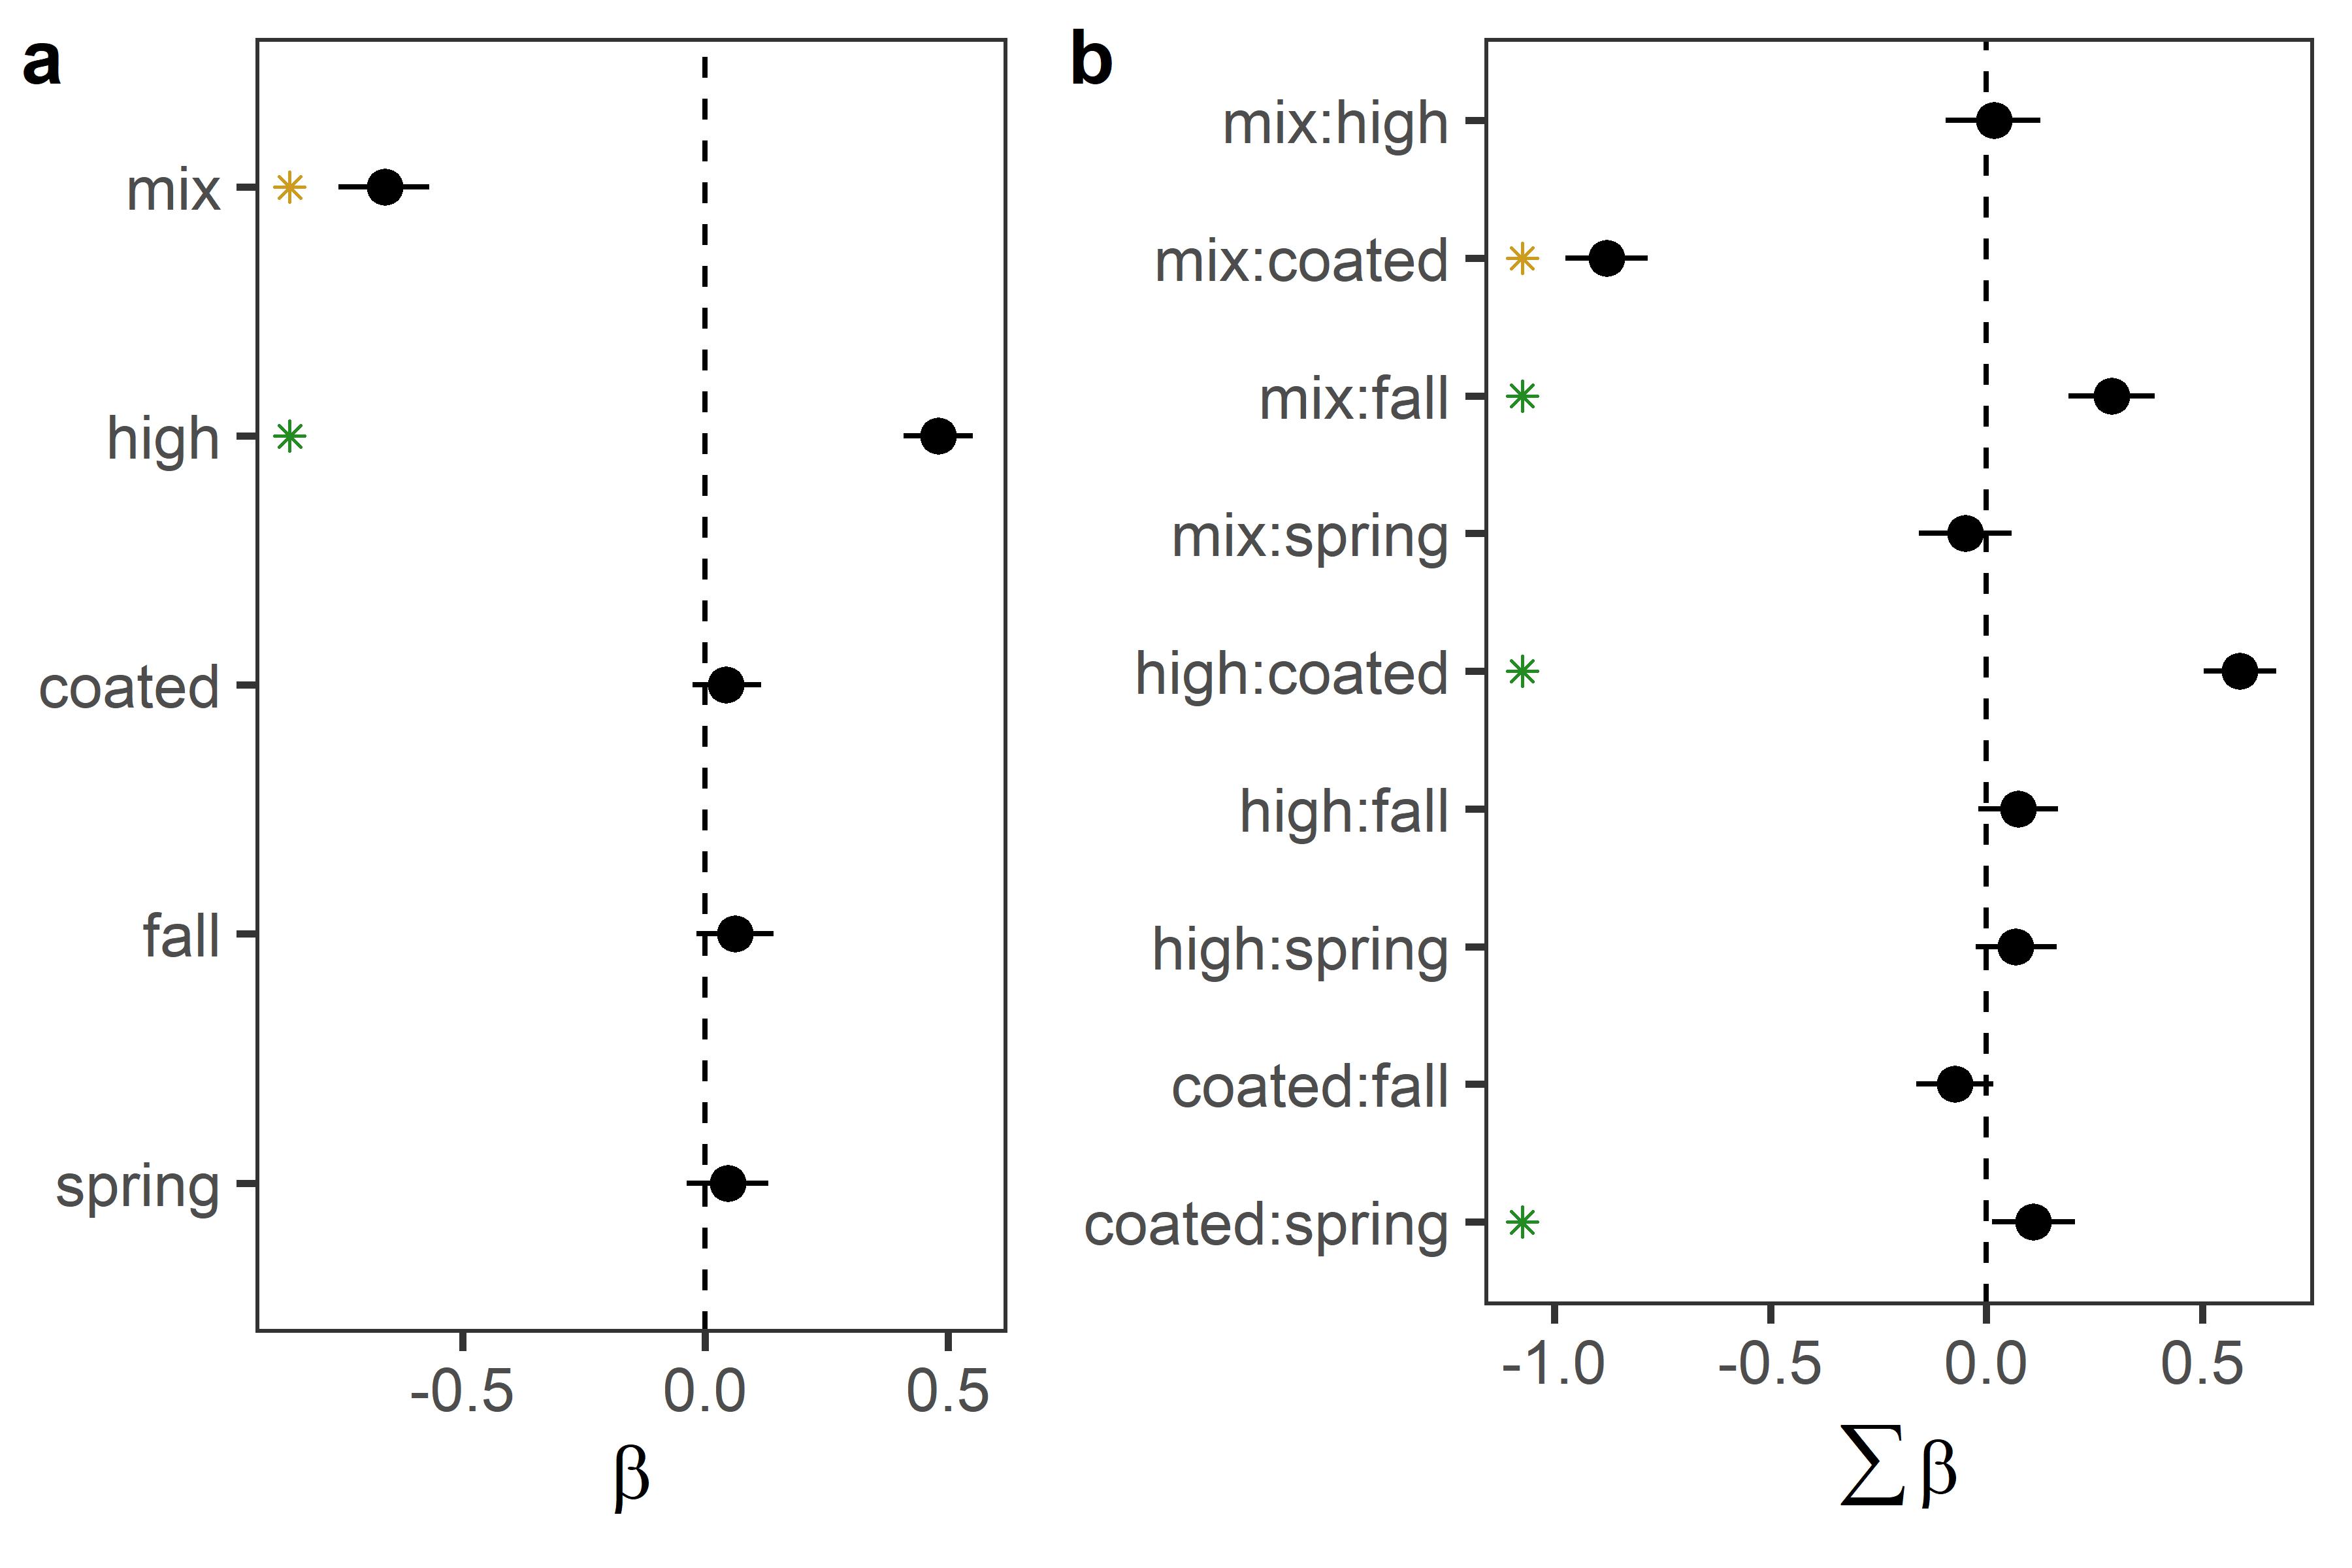 a
mix
high
coated
fall
spring
-0.5 0.0 0.5
β
b
mix:high
mix:coated
mix:fall
mix:spring
high:coated
high:fall
high:spring
coated:fall
coated:spring
-1.0 -0.5 0.0 0.5
∑β